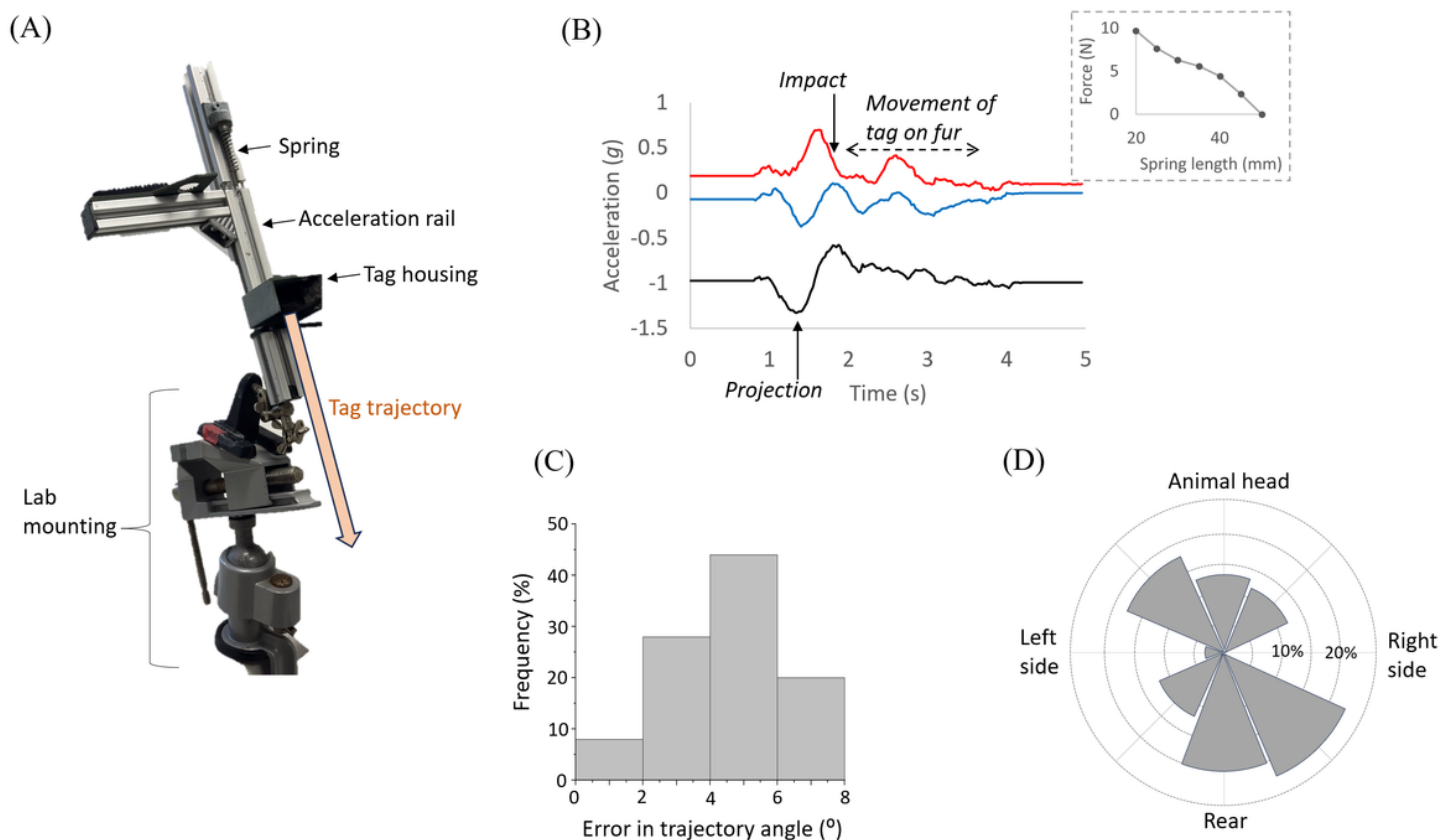 (A)
Spring
Acceleration rail
Tag housing
Tag trajectory
Lab
mounting
(B)
Impact
Movement of
tag on fur
Projection
Acceleration (g)
1
0.5
0
-0.5
-1
-1.5
0 1 2 3 4 5
Time (s)
Force (N)
10
5
0
20 40
Spring length (mm)
(C)
Frequency (%)
50
40
30
20
10
0
0 2 4 6 8
Error in trajectory angle (º)
(D)
Animal head
Left
side
10% 20%
Right
side
Rear